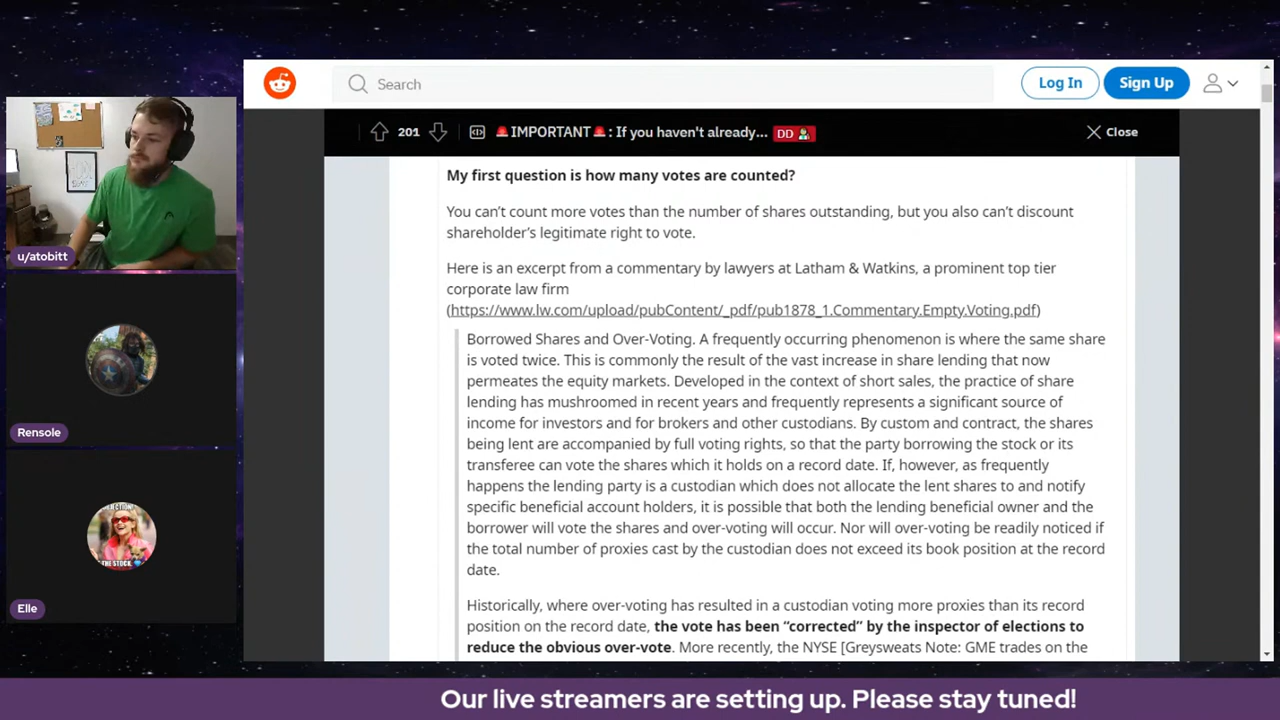 Search
Log In
Sign Up
201
🚨IMPORTANT🚨: If you haven't already...
DD
Close
My first question is how many votes are counted?
You can't count more votes than the number of shares outstanding, but you also can't discount
shareholder's legitimate right to vote.
Here is an excerpt from a commentary by lawyers at Latham & Watkins, a prominent top tier
corporate law firm
(https://www.lw.com/upload/pubContent/_pdf/pub1878_1.Commentary.Empty.Voting.pdf)
Borrowed Shares and Over-Voting. A frequently occurring phenomenon is where the same share
is voted twice. This is commonly the result of the vast increase in share lending that now
permeates the equity markets. Developed in the context of short sales, the practice of share
lending has mushroomed in recent years and frequently represents a significant source of
income for investors and for brokers and other custodians. By custom and contract, the shares
being lent are accompanied by full voting rights, so that the party borrowing the stock or its
transferee can vote the shares which it holds on a record date. If, however, as frequently
happens the lending party is a custodian which does not allocate the lent shares to and notify
specific beneficial account holders, it is possible that both the lending beneficial owner and the
borrower will vote the shares and over-voting will occur. Nor will over-voting be readily noticed if
the total number of proxies cast by the custodian does not exceed its book position at the record
date.
Historically, where over-voting has resulted in a custodian voting more proxies than its record
position on the record date, the vote has been “corrected” by the inspector of elections to
reduce the obvious over-vote. More recently, the NYSE [Greysweats Note: GME trades on the
u/atobitt
Rensole
THE STOCK
Elle
Our live streamers are setting up. Please stay tuned!